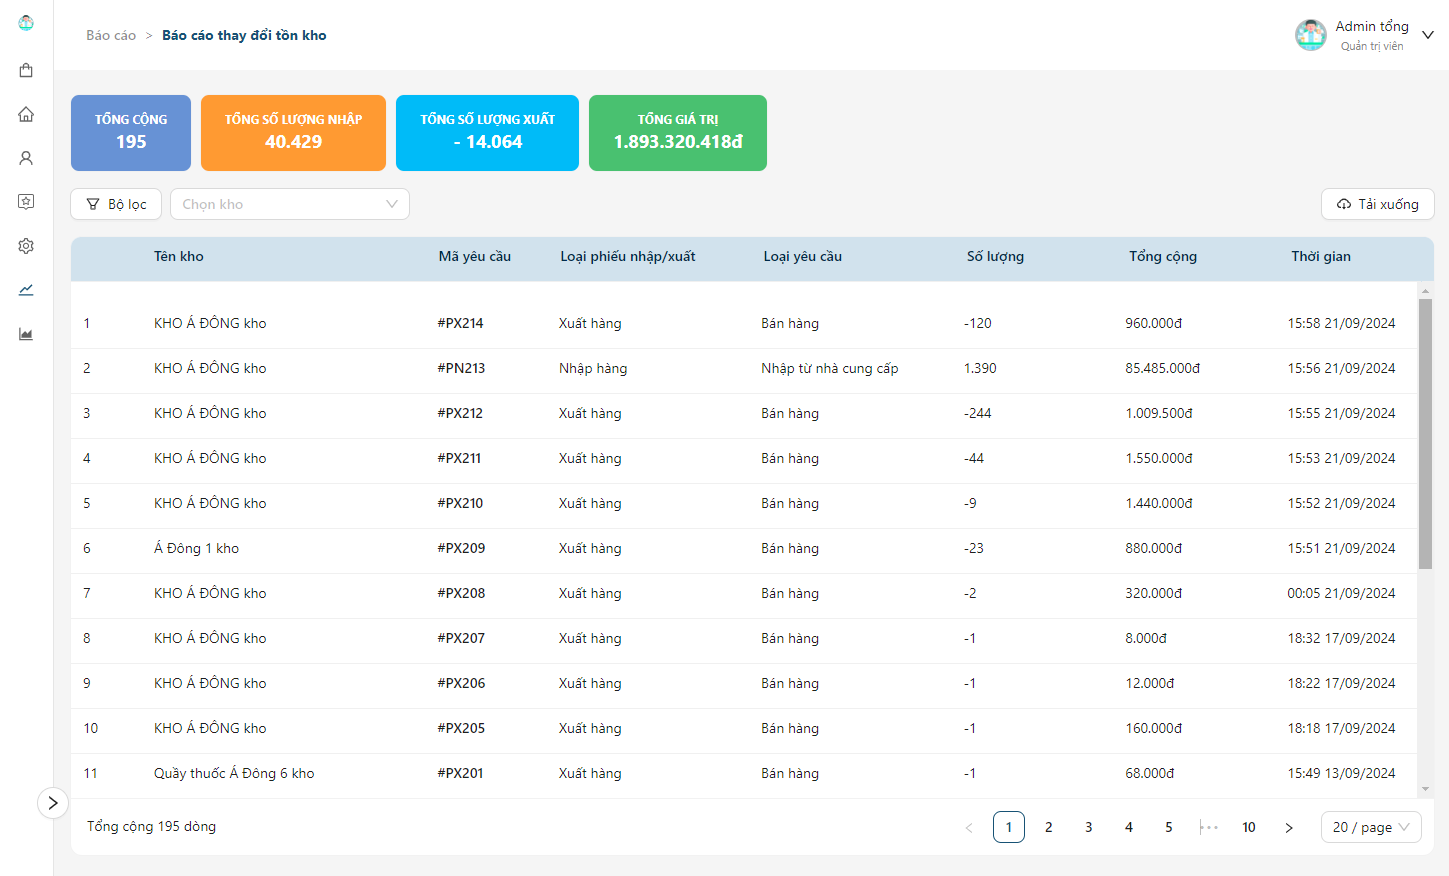 Báo cáo > Báo cáo thay đổi tồn kho
Admin tổng
Quản trị viên
TỔNG CỘNG
195
TỔNG SỐ LƯỢNG NHẬP
40.429
TỔNG SỐ LƯỢNG XUẤT
- 14.064
TỔNG GIÁ TRỊ
1.893.320.418đ
Bộ lọc
Chọn kho
Tải xuống
Tên kho Mã yêu cầu Loại phiếu nhập/xuất Loại yêu cầu Số lượng Tổng cộng Thời gian
1 KHO Á ĐÔNG kho #PX214 Xuất hàng Bán hàng -120 960.000đ 15:58 21/09/2024
2 KHO Á ĐÔNG kho #PN213 Nhập hàng Nhập từ nhà cung cấp 1.390 85.485.000đ 15:56 21/09/2024
3 KHO Á ĐÔNG kho #PX212 Xuất hàng Bán hàng -244 1.009.500đ 15:55 21/09/2024
4 KHO Á ĐÔNG kho #PX211 Xuất hàng Bán hàng -44 1.550.000đ 15:53 21/09/2024
5 KHO Á ĐÔNG kho #PX210 Xuất hàng Bán hàng -9 1.440.000đ 15:52 21/09/2024
6 Á Đông 1 kho #PX209 Xuất hàng Bán hàng -23 880.000đ 15:51 21/09/2024
7 KHO Á ĐÔNG kho #PX208 Xuất hàng Bán hàng -2 320.000đ 00:05 21/09/2024
8 KHO Á ĐÔNG kho #PX207 Xuất hàng Bán hàng -1 8.000đ 18:32 17/09/2024
9 KHO Á ĐÔNG kho #PX206 Xuất hàng Bán hàng -1 12.000đ 18:22 17/09/2024
10 KHO Á ĐÔNG kho #PX205 Xuất hàng Bán hàng -1 160.000đ 18:18 17/09/2024
11 Quầy thuốc Á Đông 6 kho #PX201 Xuất hàng Bán hàng -1 68.000đ 15:49 13/09/2024
Tổng cộng 195 dòng
< 1 2 3 4 5 ••• 10 >
20 / page